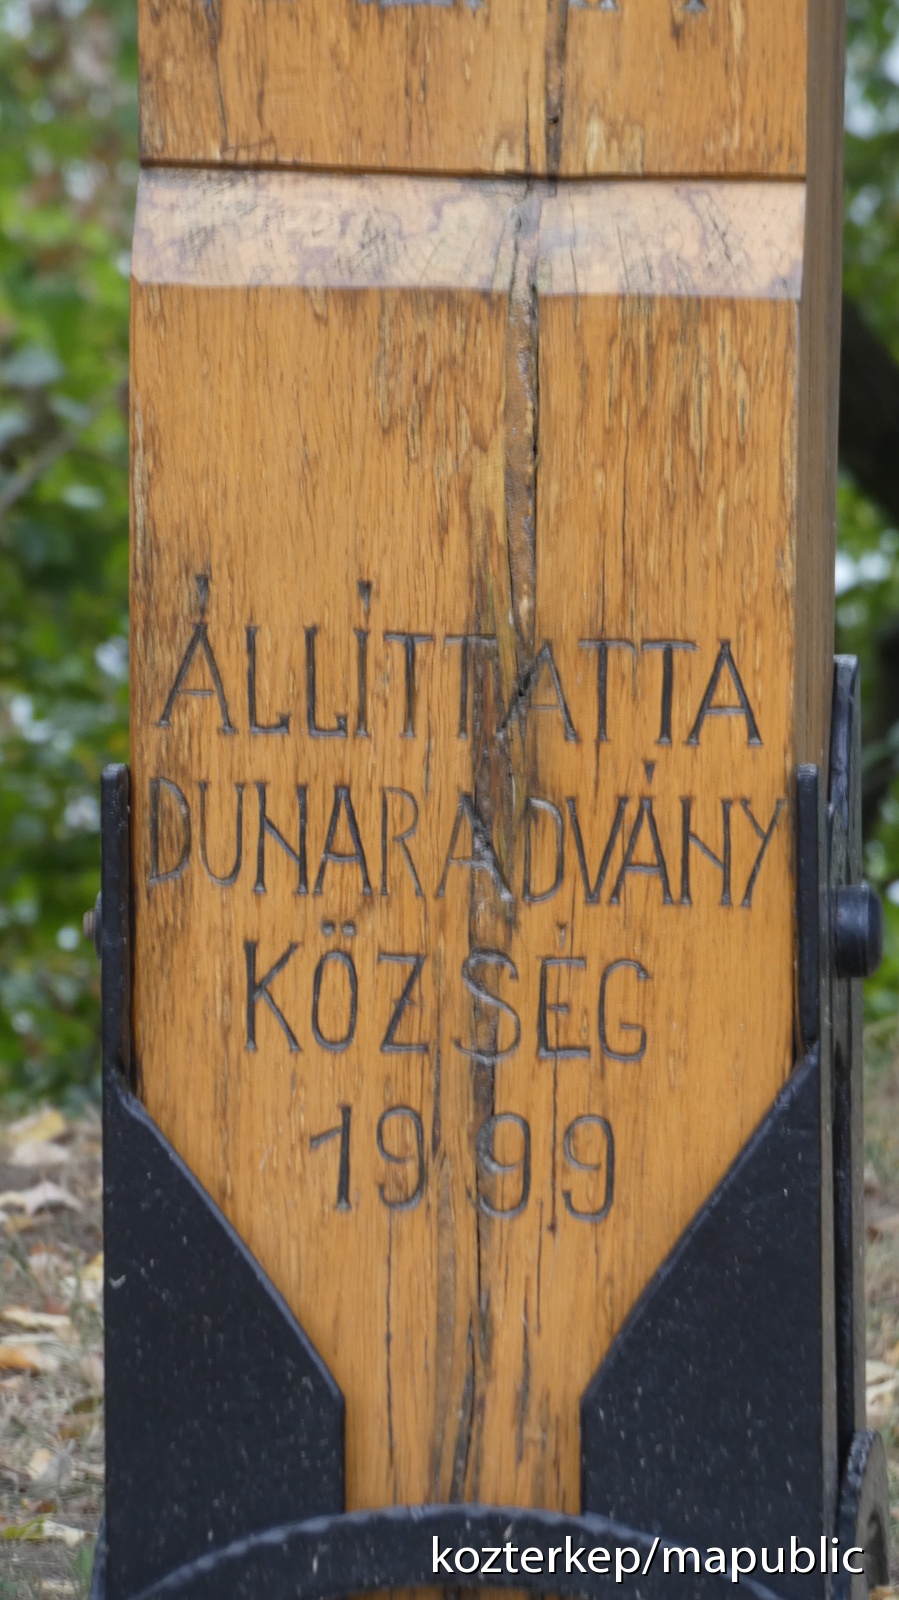 ÁLLÍTTATTA
DUNARADVÁNY
KÖZSÉG
1999
kozterkep/mapublic